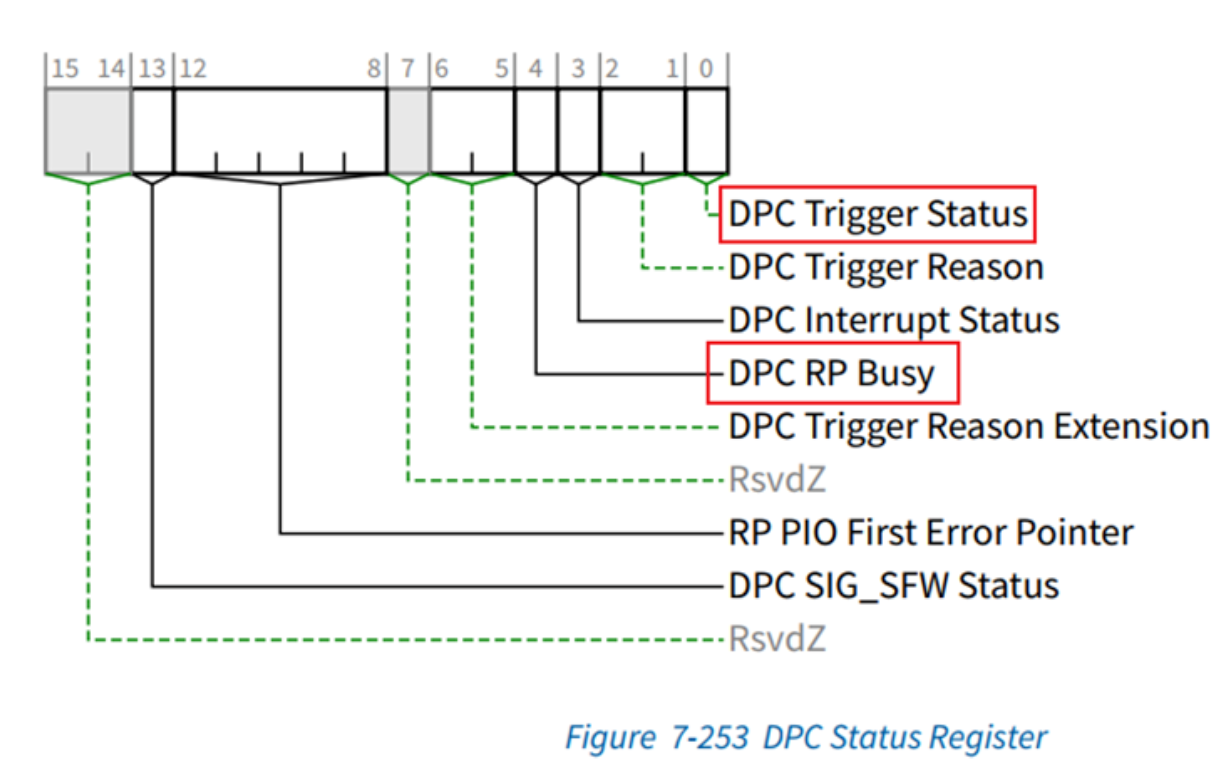 15 14 13 12 8 7 6 5 4 3 2 1 0
DPC Trigger Status
DPC Trigger Reason
DPC Interrupt Status
DPC RP Busy
DPC Trigger Reason Extension
RsvdZ
RP PIO First Error Pointer
DPC SIG_SFW Status
RsvdZ
Figure 7-253 DPC Status Register